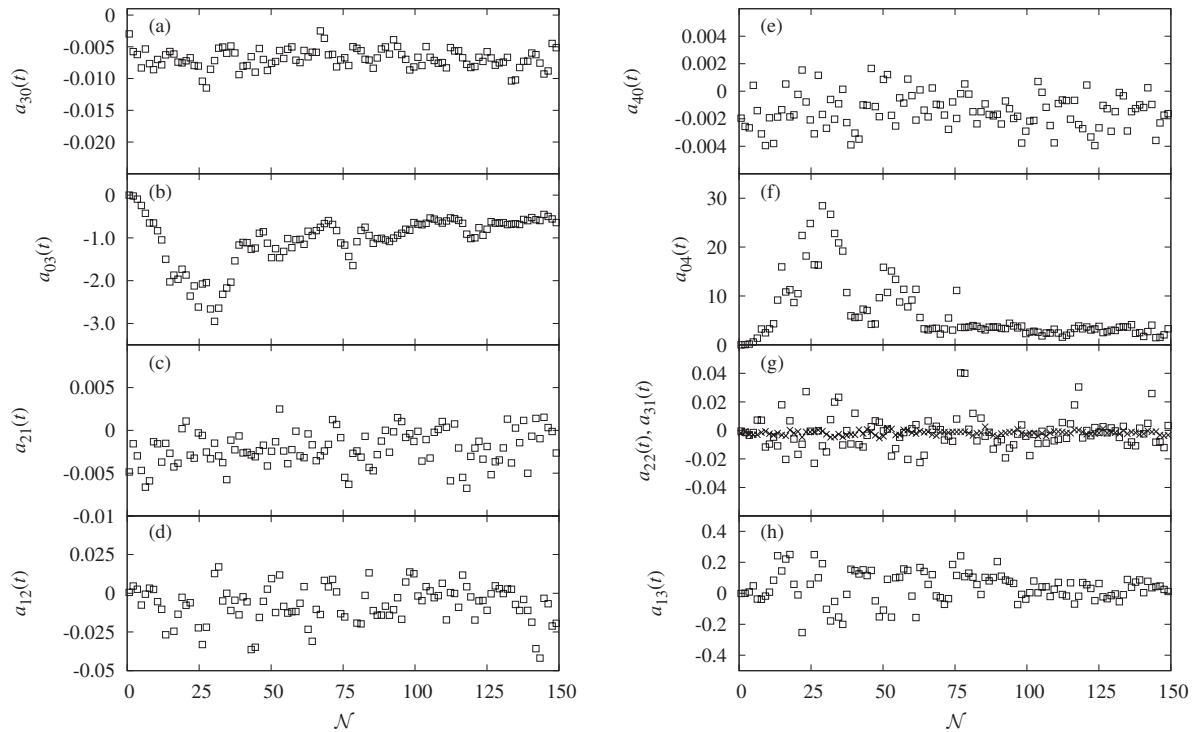 (a)
0
-0.005
-0.010
-0.015
-0.020
a30(t)
(b)
0
-1.0
-2.0
-3.0
a03(t)
(c)
0.005
0
-0.005
-0.01
a21(t)
(d)
0.025
0
-0.025
-0.05
a12(t)
0 25 50 75 100 125 150
𝒩
(e)
0.004
0.002
0
-0.002
-0.004
a40(t)
(f)
30
20
10
0
a04(t)
(g)
0.04
0.02
0
-0.02
-0.04
a22(t), a31(t)
(h)
0.4
0.2
0
-0.2
-0.4
a13(t)
0 25 50 75 100 125 150
𝒩